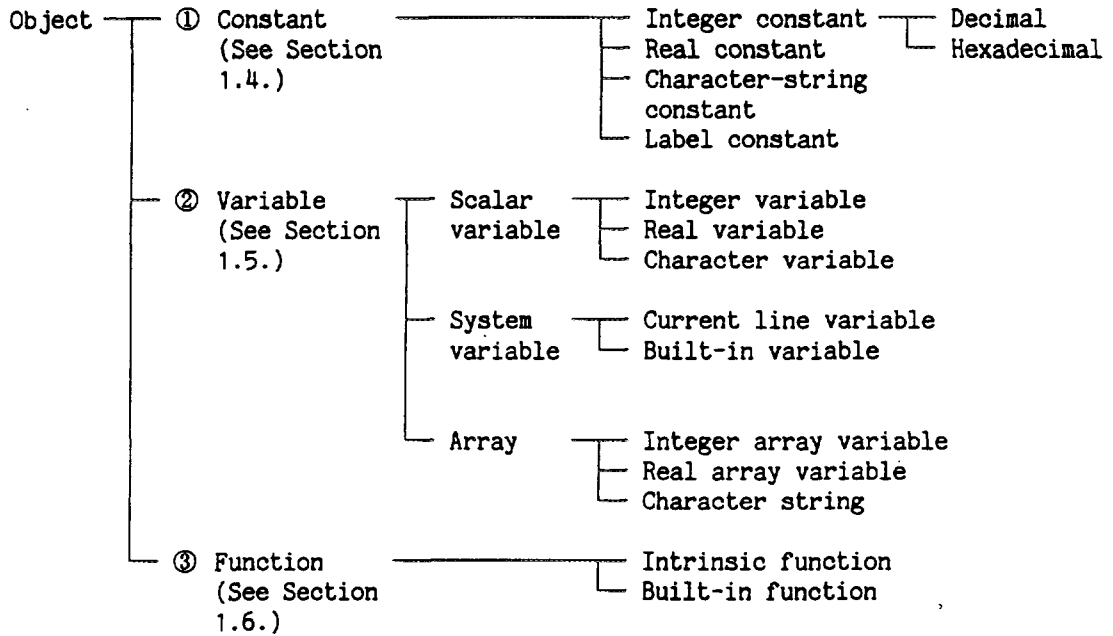 Object ① Constant Integer constant Decimal
(See Section Real constant Hexadecimal
1.4.) Character-string
constant
Label constant
② Variable Scalar Integer variable
(See Section variable Real variable
1.5.) Character variable
System Current line variable
variable Built-in variable
Array Integer array variable
Real array variable
Character string
③ Function Intrinsic function
(See Section Built-in function
1.6.)